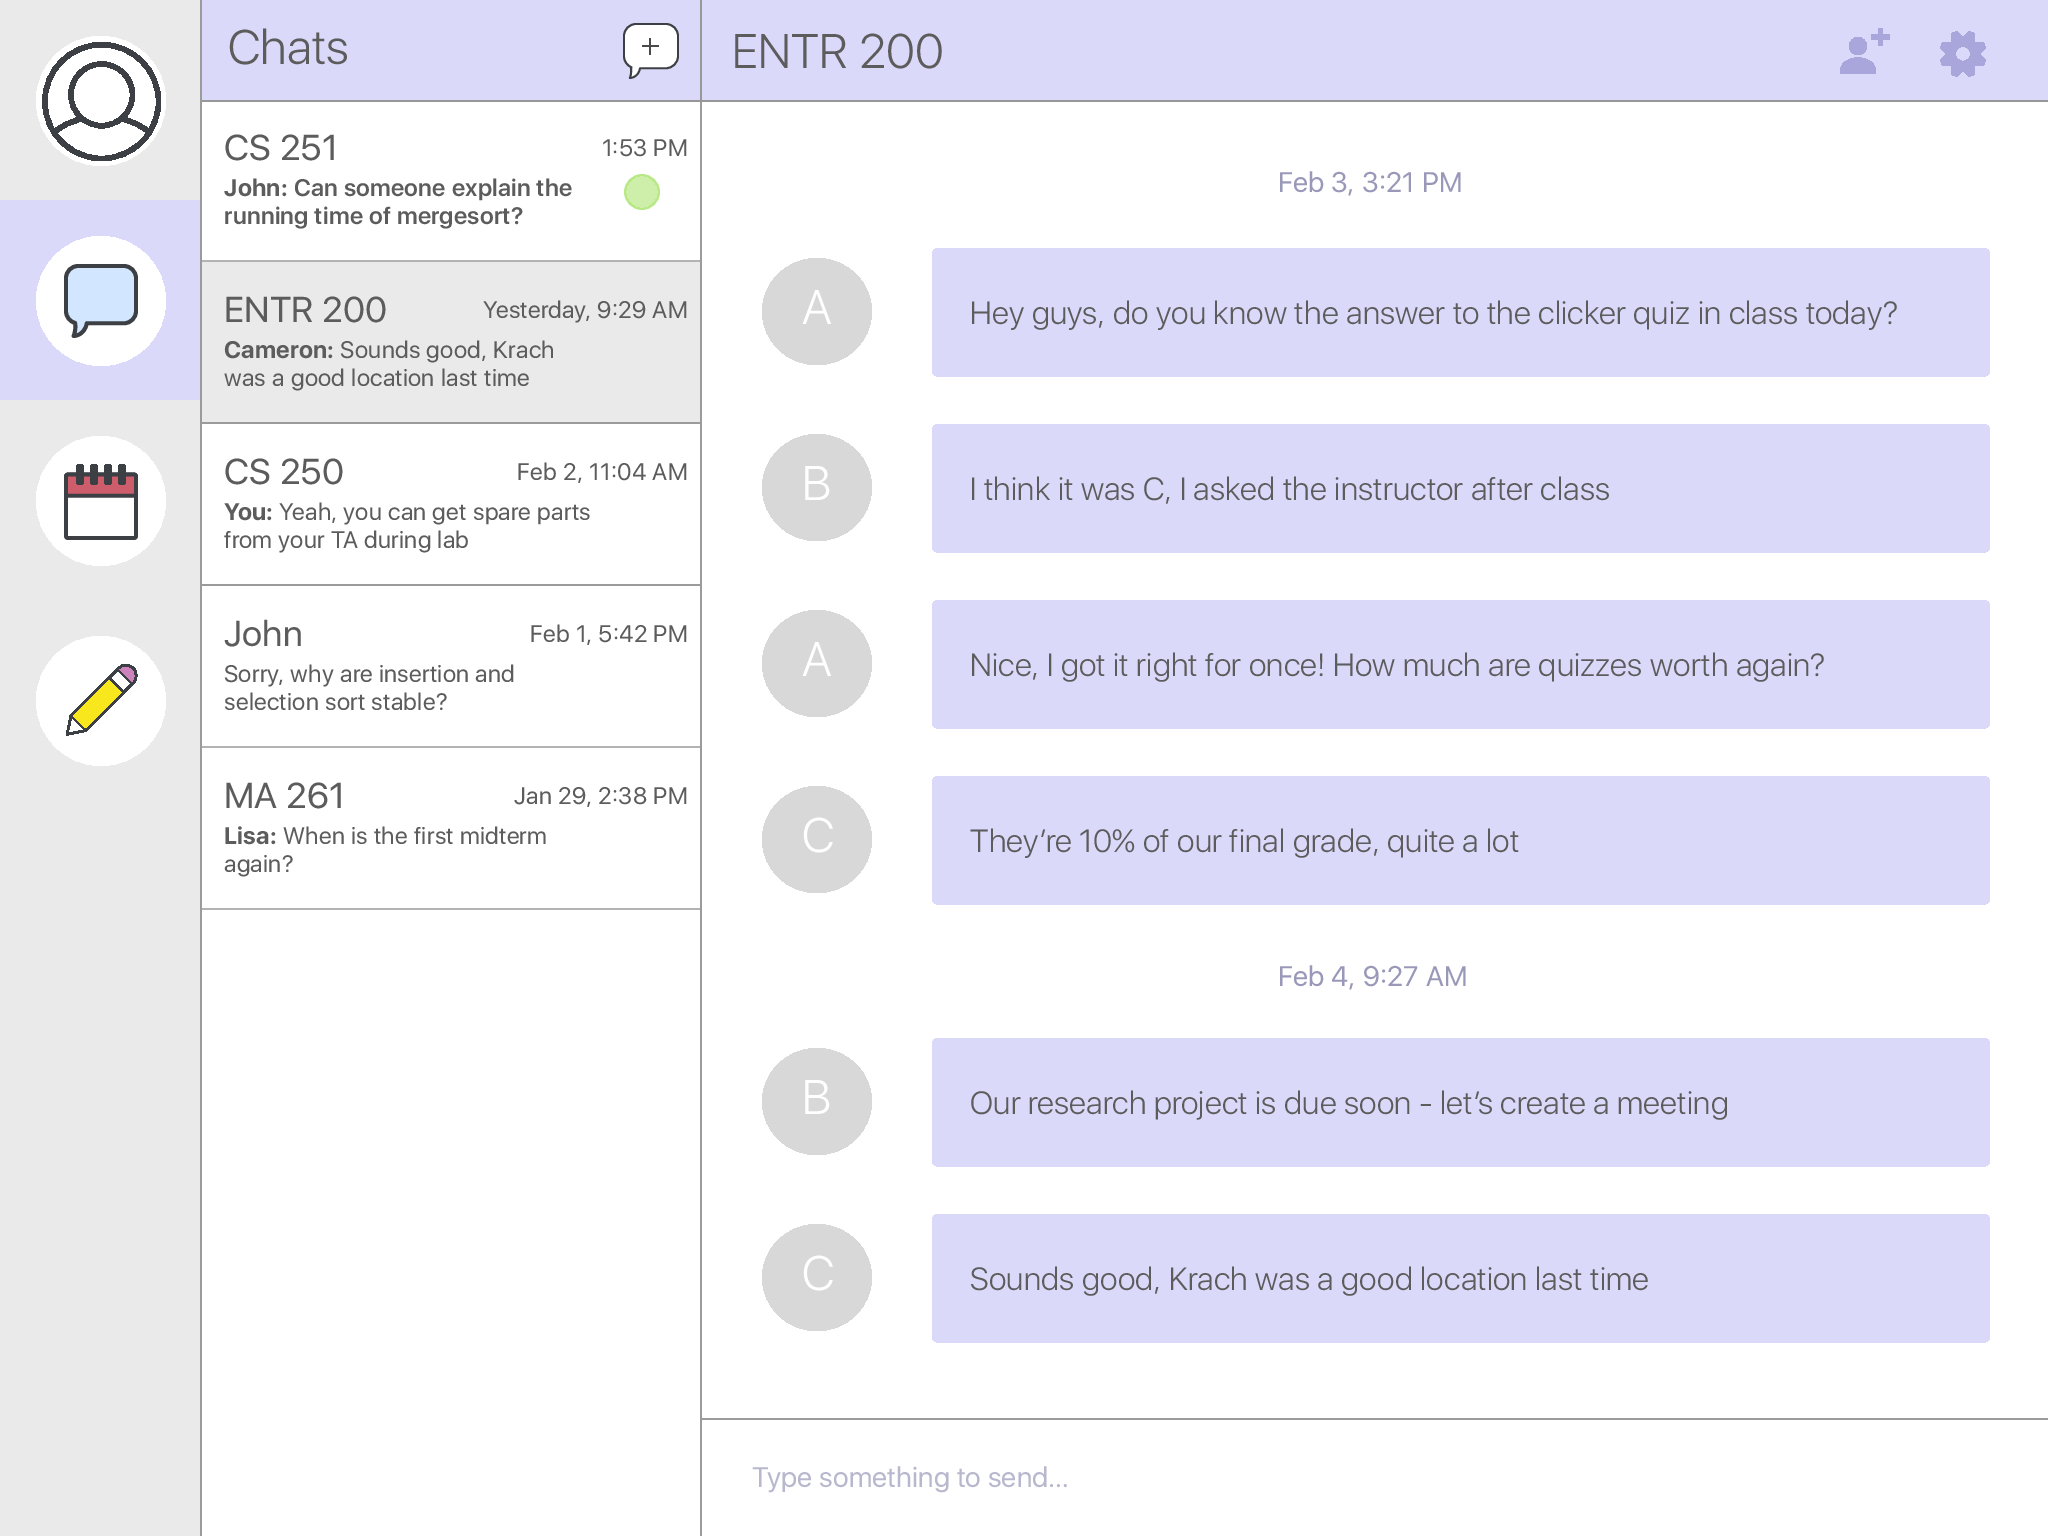 Chats
CS 251
1:53 PM
John: Can someone explain the
running time of mergesort?
ENTR 200
Yesterday, 9:29 AM
Cameron: Sounds good, Krach
was a good location last time
CS 250
Feb 2, 11:04 AM
You: Yeah, you can get spare parts
from your TA during lab
John
Feb 1, 5:42 PM
Sorry, why are insertion and
selection sort stable?
MA 261
Jan 29, 2:38 PM
Lisa: When is the first midterm
again?
ENTR 200
Feb 3, 3:21 PM
A
Hey guys, do you know the answer to the clicker quiz in class today?
B
I think it was C, I asked the instructor after class
A
Nice, I got it right for once! How much are quizzes worth again?
C
They’re 10% of our final grade, quite a lot
Feb 4, 9:27 AM
B
Our research project is due soon - let’s create a meeting
C
Sounds good, Krach was a good location last time
Type something to send...